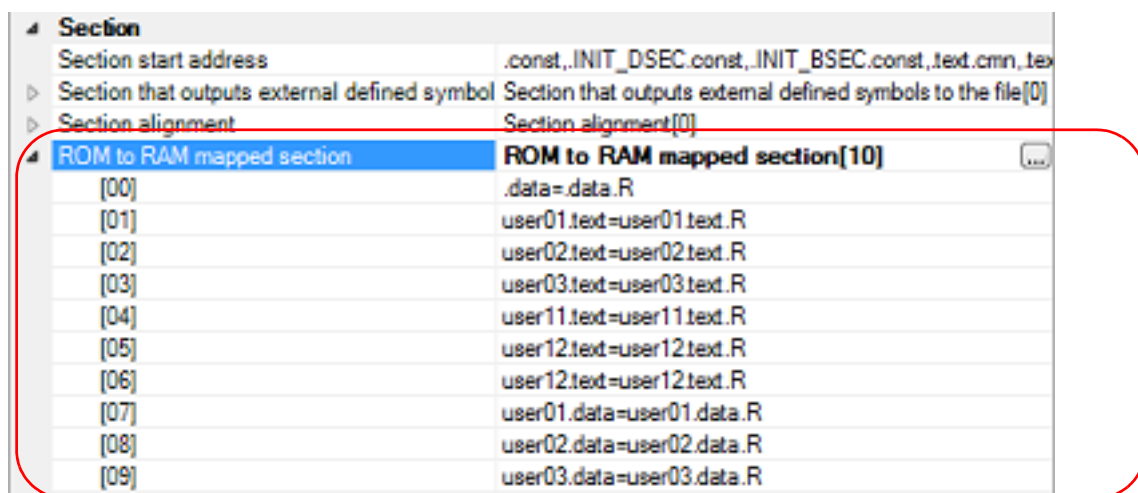 Section
Section start address .const,.INIT_DSEC.const,.INIT_BSEC.const,.text.cmn,.tex
Section that outputs external defined symbol Section that outputs external defined symbols to the file[0]
Section alignment Section alignment[0]
ROM to RAM mapped section ROM to RAM mapped section[10] ...
[00] .data=.data.R
[01] user01.text=user01.text.R
[02] user02.text=user02.text.R
[03] user03.text=user03.text.R
[04] user11.text=user11.text.R
[05] user12.text=user12.text.R
[06] user12.text=user12.text.R
[07] user01.data=user01.data.R
[08] user02.data=user02.data.R
[09] user03.data=user03.data.R